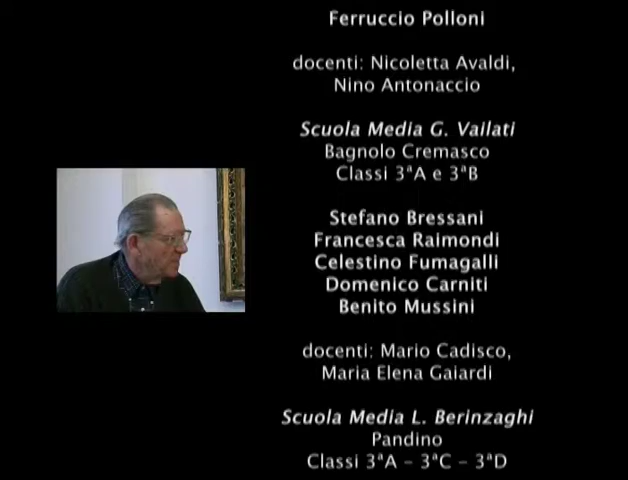 Ferruccio Polloni
docenti: Nicoletta Avaldi,
Nino Antonaccio
Scuola Media G. Vailati
Bagnolo Cremasco
Classi 3ªA e 3ªB
Stefano Bressani
Francesca Raimondi
Celestino Fumagalli
Domenico Carniti
Benito Mussini
docenti: Mario Cadisco,
Maria Elena Gaiardi
Scuola Media L. Berinzaghi
Pandino
Classi 3ªA – 3ªC – 3ªD